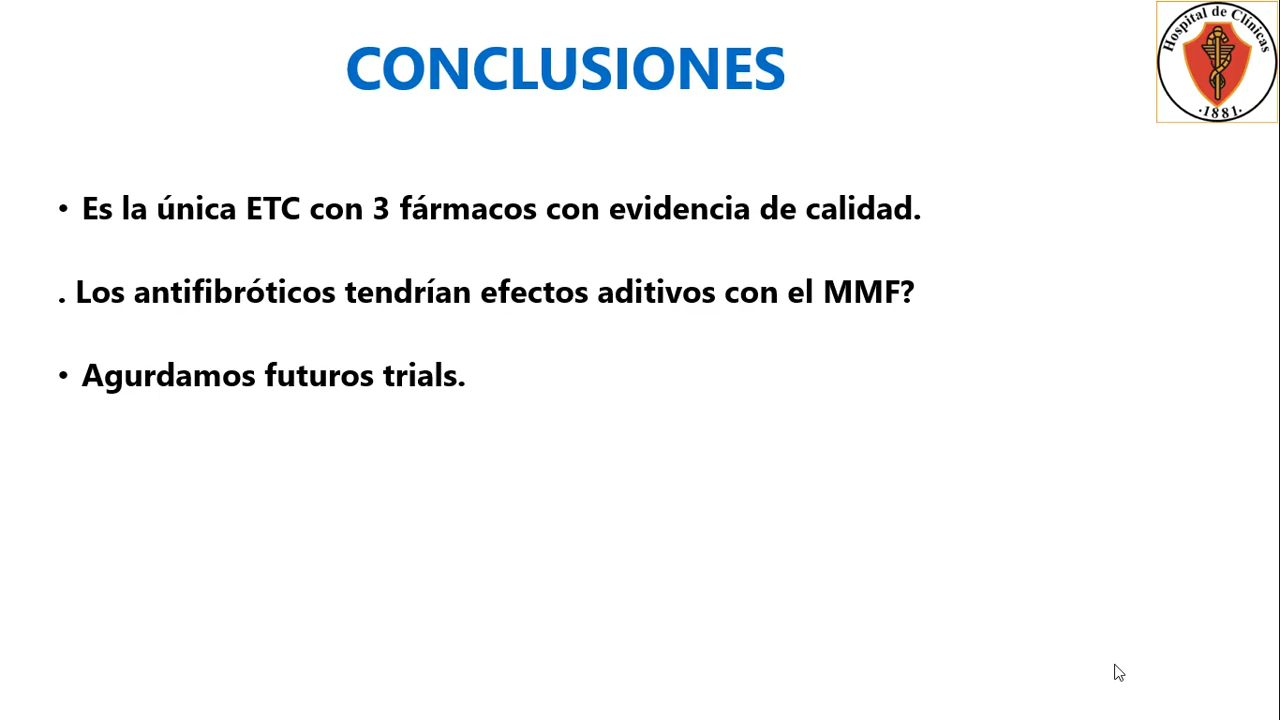 CONCLUSIONES
Hospital de Clínicas
.1881.
• Es la única ETC con 3 fármacos con evidencia de calidad.
. Los antifibróticos tendrían efectos aditivos con el MMF?
• Agurdamos futuros trials.